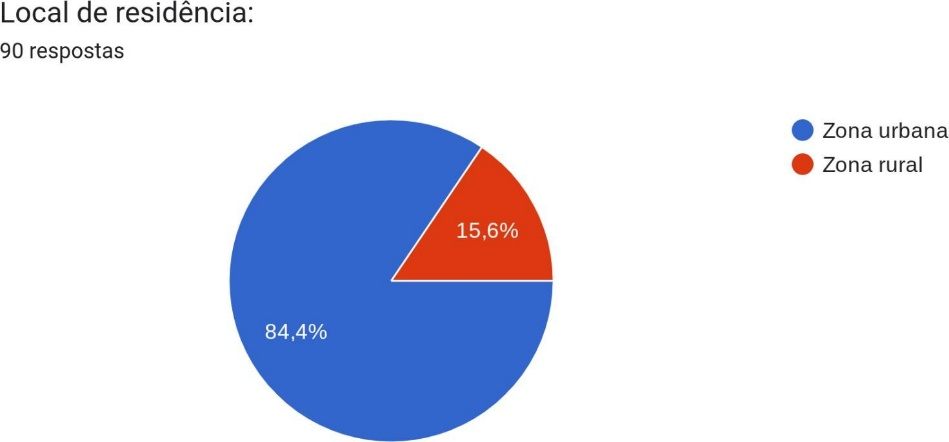 Local de residência:
90 respostas
Zona urbana
Zona rural
15,6%
84,4%